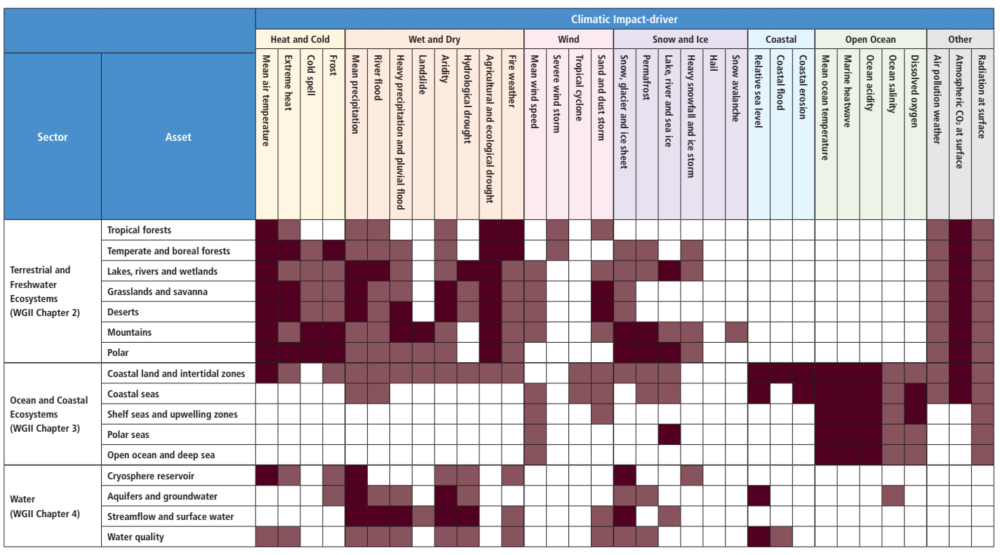 Climatic Impact-driver
Heat and Cold
Wet and Dry
Wind
Snow and Ice
Coastal
Open Ocean
Other
Sector
Asset
Mean air temperature
Extreme heat
Cold spell
Frost
Mean precipitation
River flood
Heavy precipitation and pluvial flood
Landslide
Aridity
Hydrological drought
Agricultural and ecological drought
Fire weather
Mean wind speed
Severe wind storm
Tropical cyclone
Sand and dust storm
Snow, glacier and ice sheet
Permafrost
Lake, river and sea ice
Heavy snowfall and ice storm
Hail
Snow avalanche
Relative sea level
Coastal flood
Coastal erosion
Mean ocean temperature
Marine heatwave
Ocean acidity
Ocean salinity
Dissolved oxygen
Air pollution weather
Atmospheric CO₂ at surface
Radiation at surface
Terrestrial and
Freshwater
Ecosystems
(WGII Chapter 2)
Tropical forests
Temperate and boreal forests
Lakes, rivers and wetlands
Grasslands and savanna
Deserts
Mountains
Polar
Ocean and Coastal
Ecosystems
(WGII Chapter 3)
Coastal land and intertidal zones
Coastal seas
Shelf seas and upwelling zones
Polar seas
Open ocean and deep sea
Water
(WGII Chapter 4)
Cryosphere reservoir
Aquifers and groundwater
Streamflow and surface water
Water quality